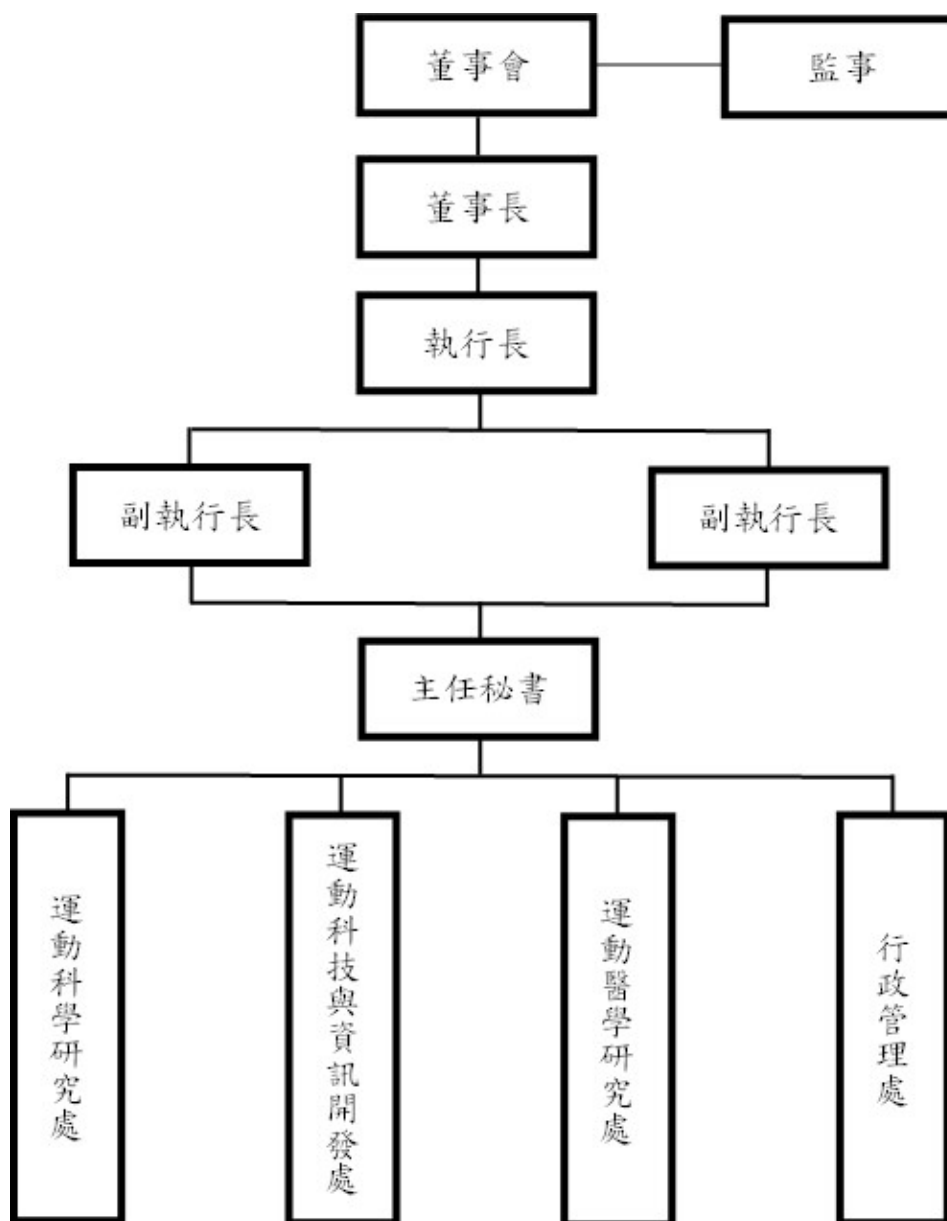 董事會
監事
董事長
執行長
副執行長
副執行長
主任秘書
運動科學研究處
運動科技與資訊開發處
運動醫學研究處
行政管理處